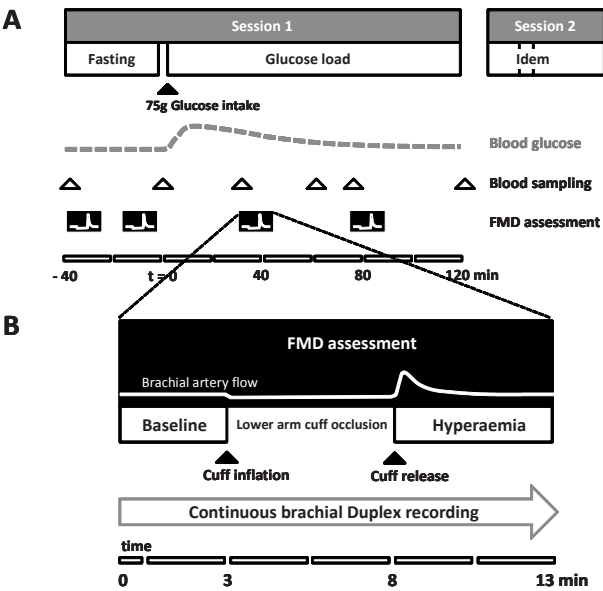 A
Session 1
Session 2
Fasting
Glucose load
Idem
75g Glucose intake
Blood glucose
Blood sampling
FMD assessment
- 40
t = 0
40
80
120 min
B
FMD assessment
Brachial artery flow
Baseline
Lower arm cuff occlusion
Hyperaemia
Cuff inflation
Cuff release
Continuous brachial Duplex recording
time
0
3
8
13 min